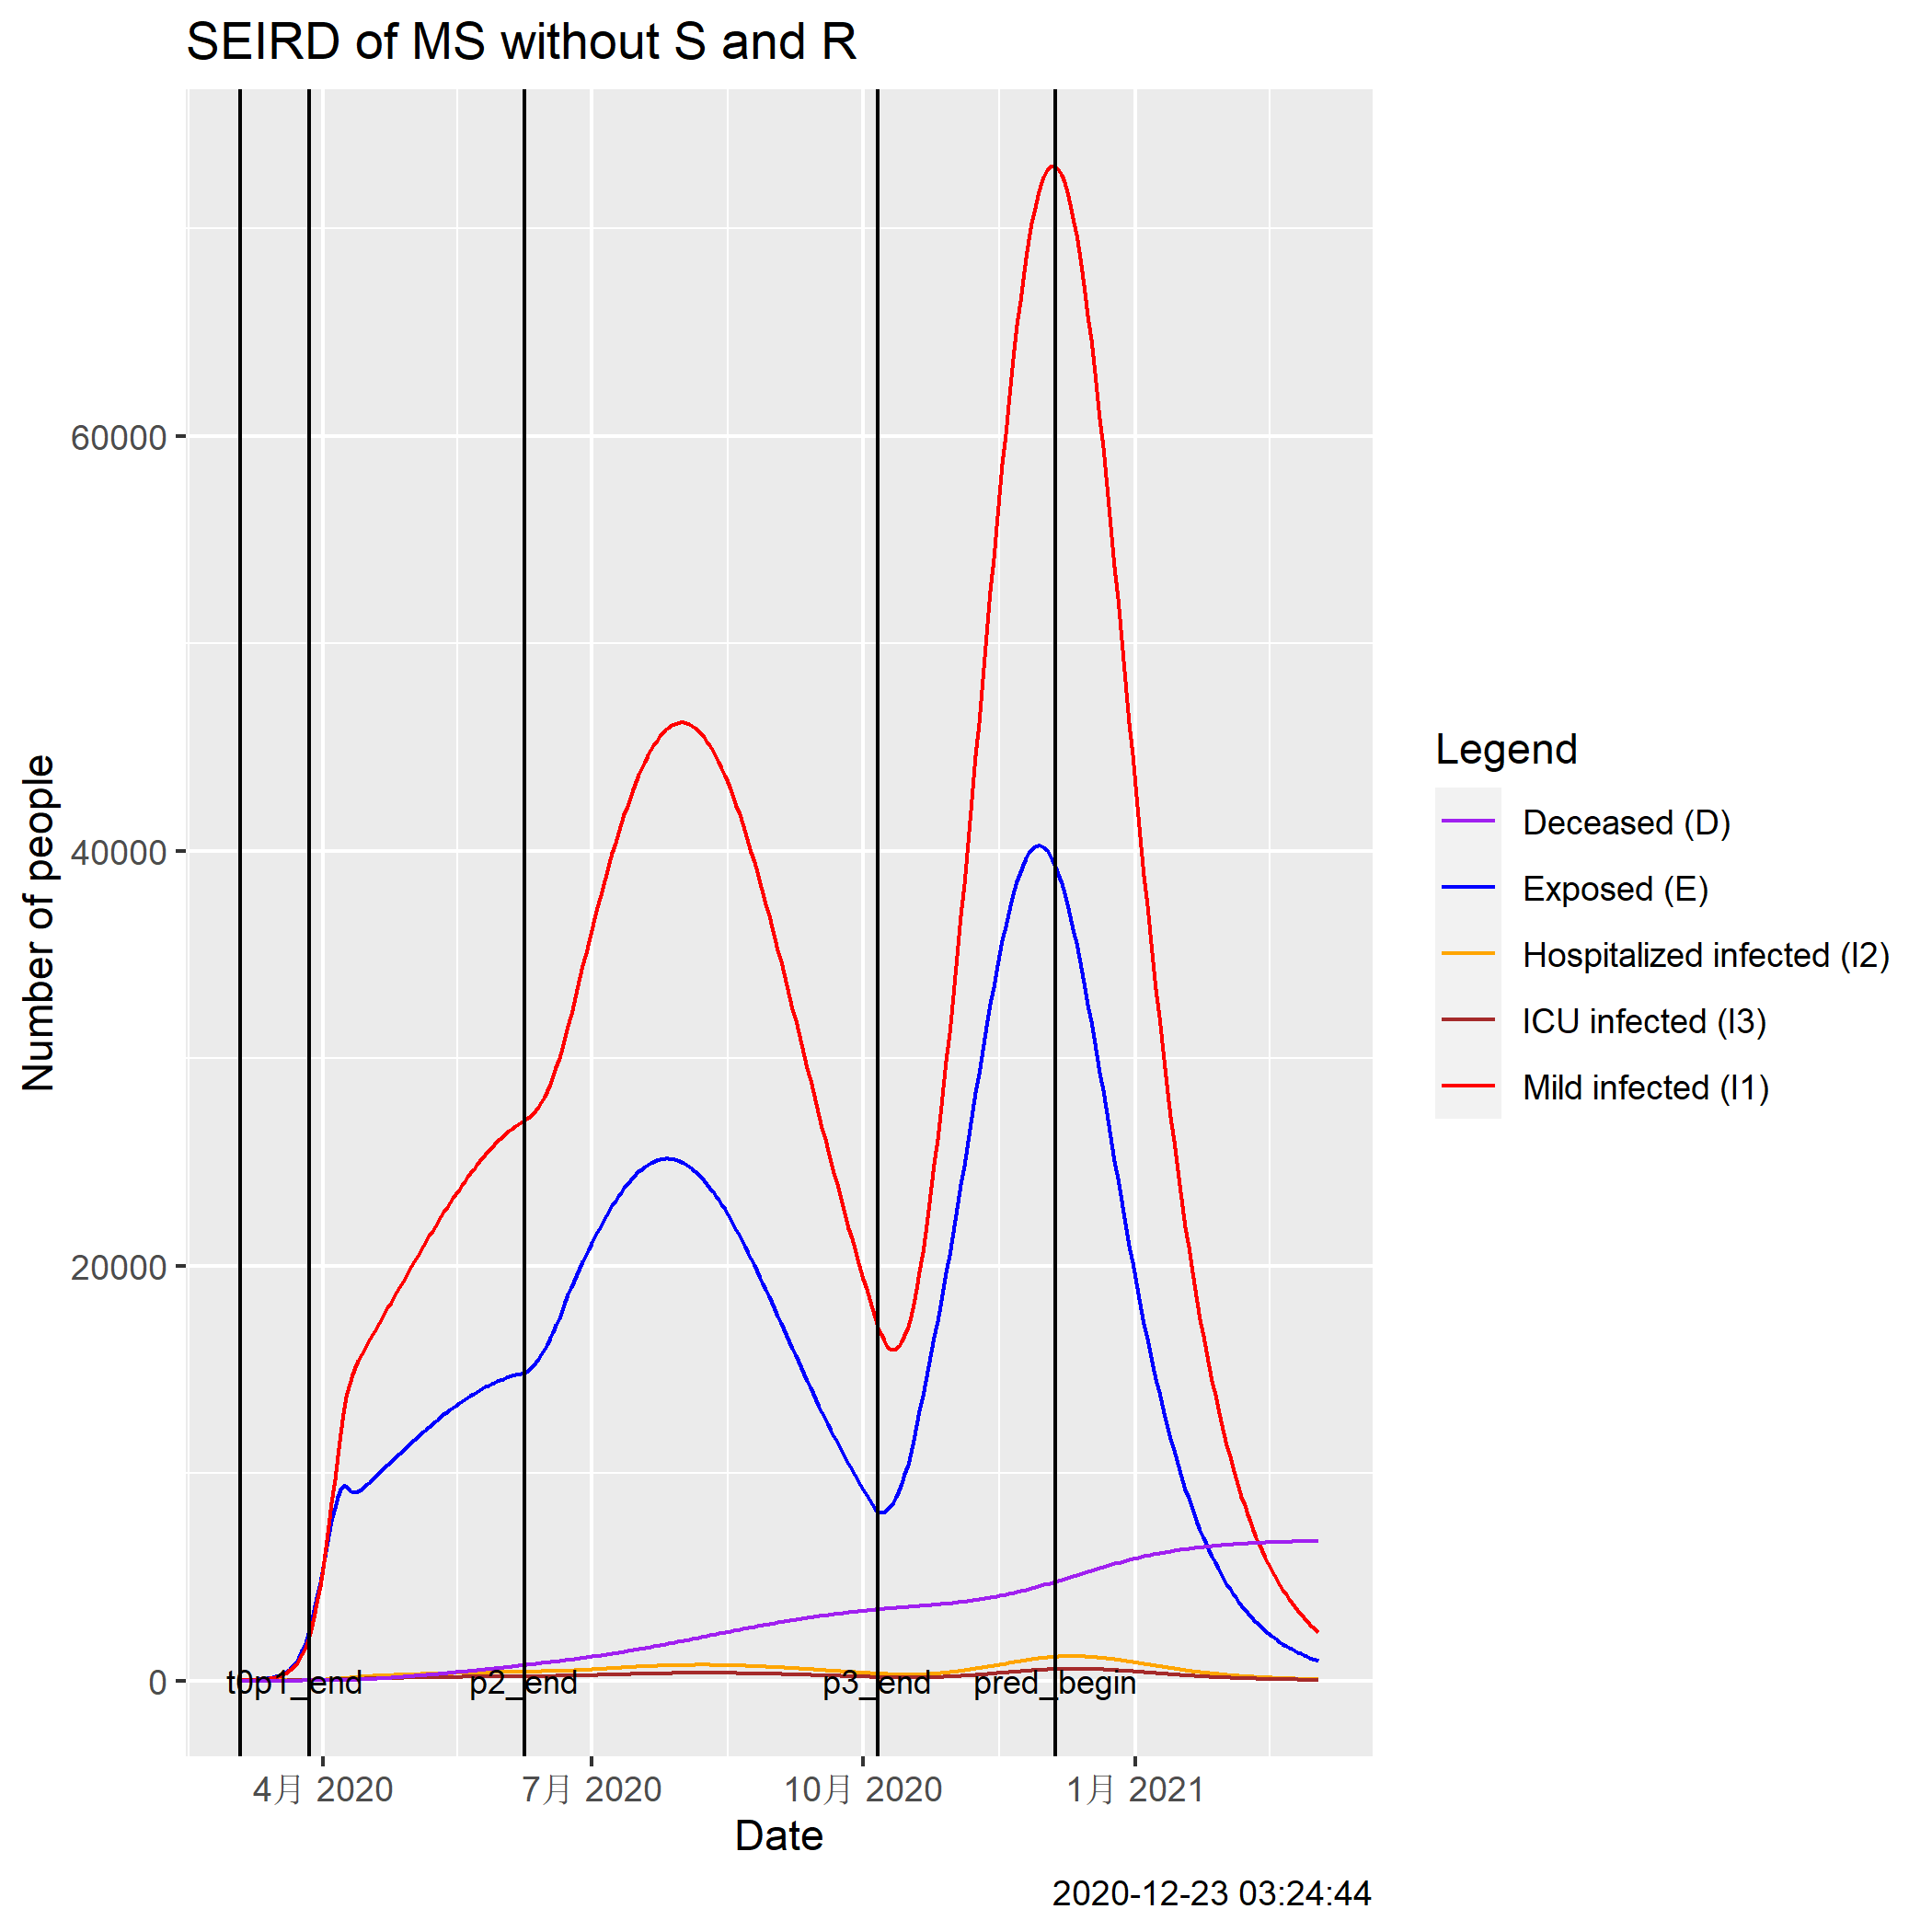 SEIRD of MS without S and R
Number of people
60000
40000
20000
0
t0
p1_end
p2_end
p3_end
pred_begin
4月 2020
7月 2020
10月 2020
1月 2021
Date
Legend
Deceased (D)
Exposed (E)
Hospitalized infected (I2)
ICU infected (I3)
Mild infected (I1)
2020-12-23 03:24:44